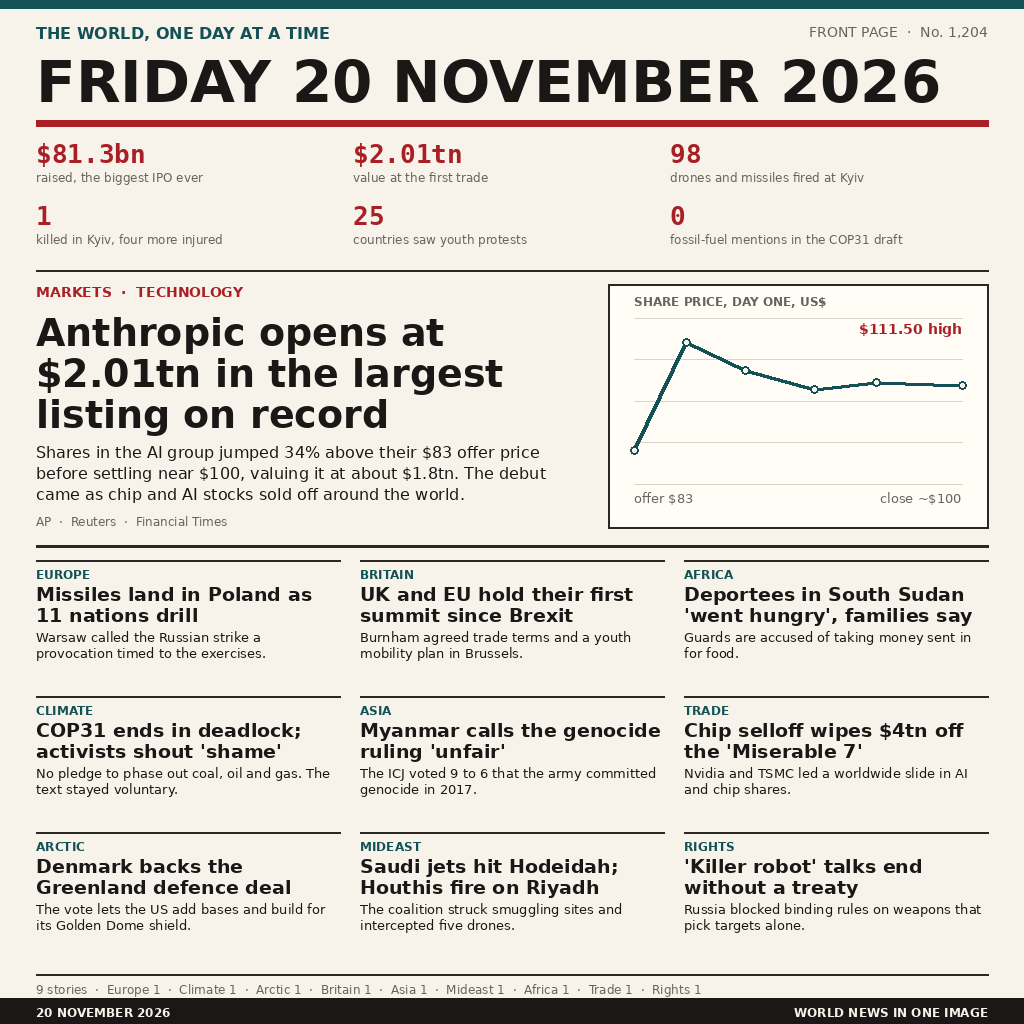 THE WORLD, ONE DAY AT A TIME
FRONT PAGE · No. 1,204
FRIDAY 20 NOVEMBER 2026
$81.3bn
raised, the biggest IPO ever
$2.01tn
value at the first trade
98
drones and missiles fired at Kyiv
1
killed in Kyiv, four more injured
25
countries saw youth protests
0
fossil-fuel mentions in the COP31 draft
MARKETS · TECHNOLOGY
Anthropic opens at
$2.01tn in the largest
listing on record
Shares in the AI group jumped 34% above their $83 offer price
before settling near $100, valuing it at about $1.8tn. The debut
came as chip and AI stocks sold off around the world.
AP · Reuters · Financial Times
SHARE PRICE, DAY ONE, US$
$111.50 high
offer $83
close ~$100
EUROPE
Missiles land in Poland as
11 nations drill
Warsaw called the Russian strike a
provocation timed to the exercises.
BRITAIN
UK and EU hold their first
summit since Brexit
Burnham agreed trade terms and a youth
mobility plan in Brussels.
AFRICA
Deportees in South Sudan
'went hungry', families say
Guards are accused of taking money sent in
for food.
CLIMATE
COP31 ends in deadlock;
activists shout 'shame'
No pledge to phase out coal, oil and gas. The
text stayed voluntary.
ASIA
Myanmar calls the genocide
ruling 'unfair'
The ICJ voted 9 to 6 that the army committed
genocide in 2017.
TRADE
Chip selloff wipes $4tn off
the 'Miserable 7'
Nvidia and TSMC led a worldwide slide in AI
and chip shares.
ARCTIC
Denmark backs the
Greenland defence deal
The vote lets the US add bases and build for
its Golden Dome shield.
MIDEAST
Saudi jets hit Hodeidah;
Houthis fire on Riyadh
The coalition struck smuggling sites and
intercepted five drones.
RIGHTS
'Killer robot' talks end
without a treaty
Russia blocked binding rules on weapons that
pick targets alone.
9 stories · Europe 1 · Climate 1 · Arctic 1 · Britain 1 · Asia 1 · Mideast 1 · Africa 1 · Trade 1 · Rights 1
20 NOVEMBER 2026
WORLD NEWS IN ONE IMAGE